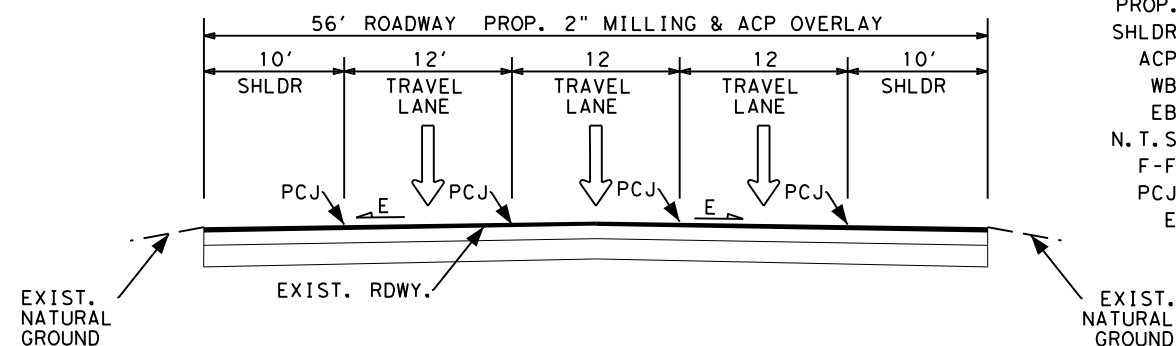 56' ROADWAY PROP. 2" MILLING & ACP OVERLAY
10' 12' 12 12 10'
SHLDR TRAVEL LANE TRAVEL LANE TRAVEL LANE SHLDR
PCJ E PCJ PCJ E PCJ
EXIST. RDWY.
EXIST.
NATURAL
GROUND
EXIST.
NATURAL
GROUND
PROP.
SHLDR
ACP
WB
EB
N.T.S
F-F
PCJ
E